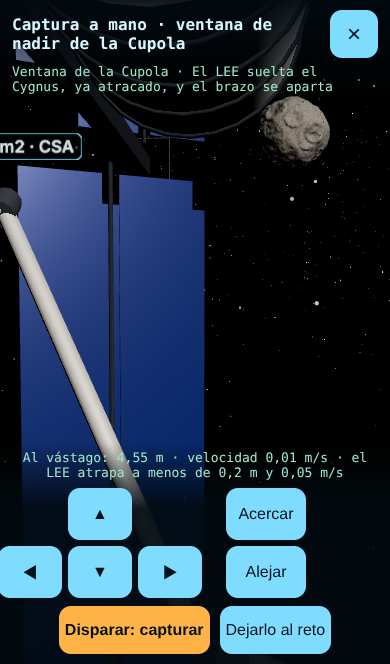 Captura a mano · ventana de
nadir de la Cupola
✕
Ventana de la Cupola · El LEE suelta el
Cygnus, ya atracado, y el brazo se aparta
m2 · CSA
Al vástago: 4,55 m · velocidad 0,01 m/s · el
LEE atrapa a menos de 0,2 m y 0,05 m/s
▲
Acercar
◀ ▼ ▶
Alejar
Disparar: capturar
Dejarlo al reto